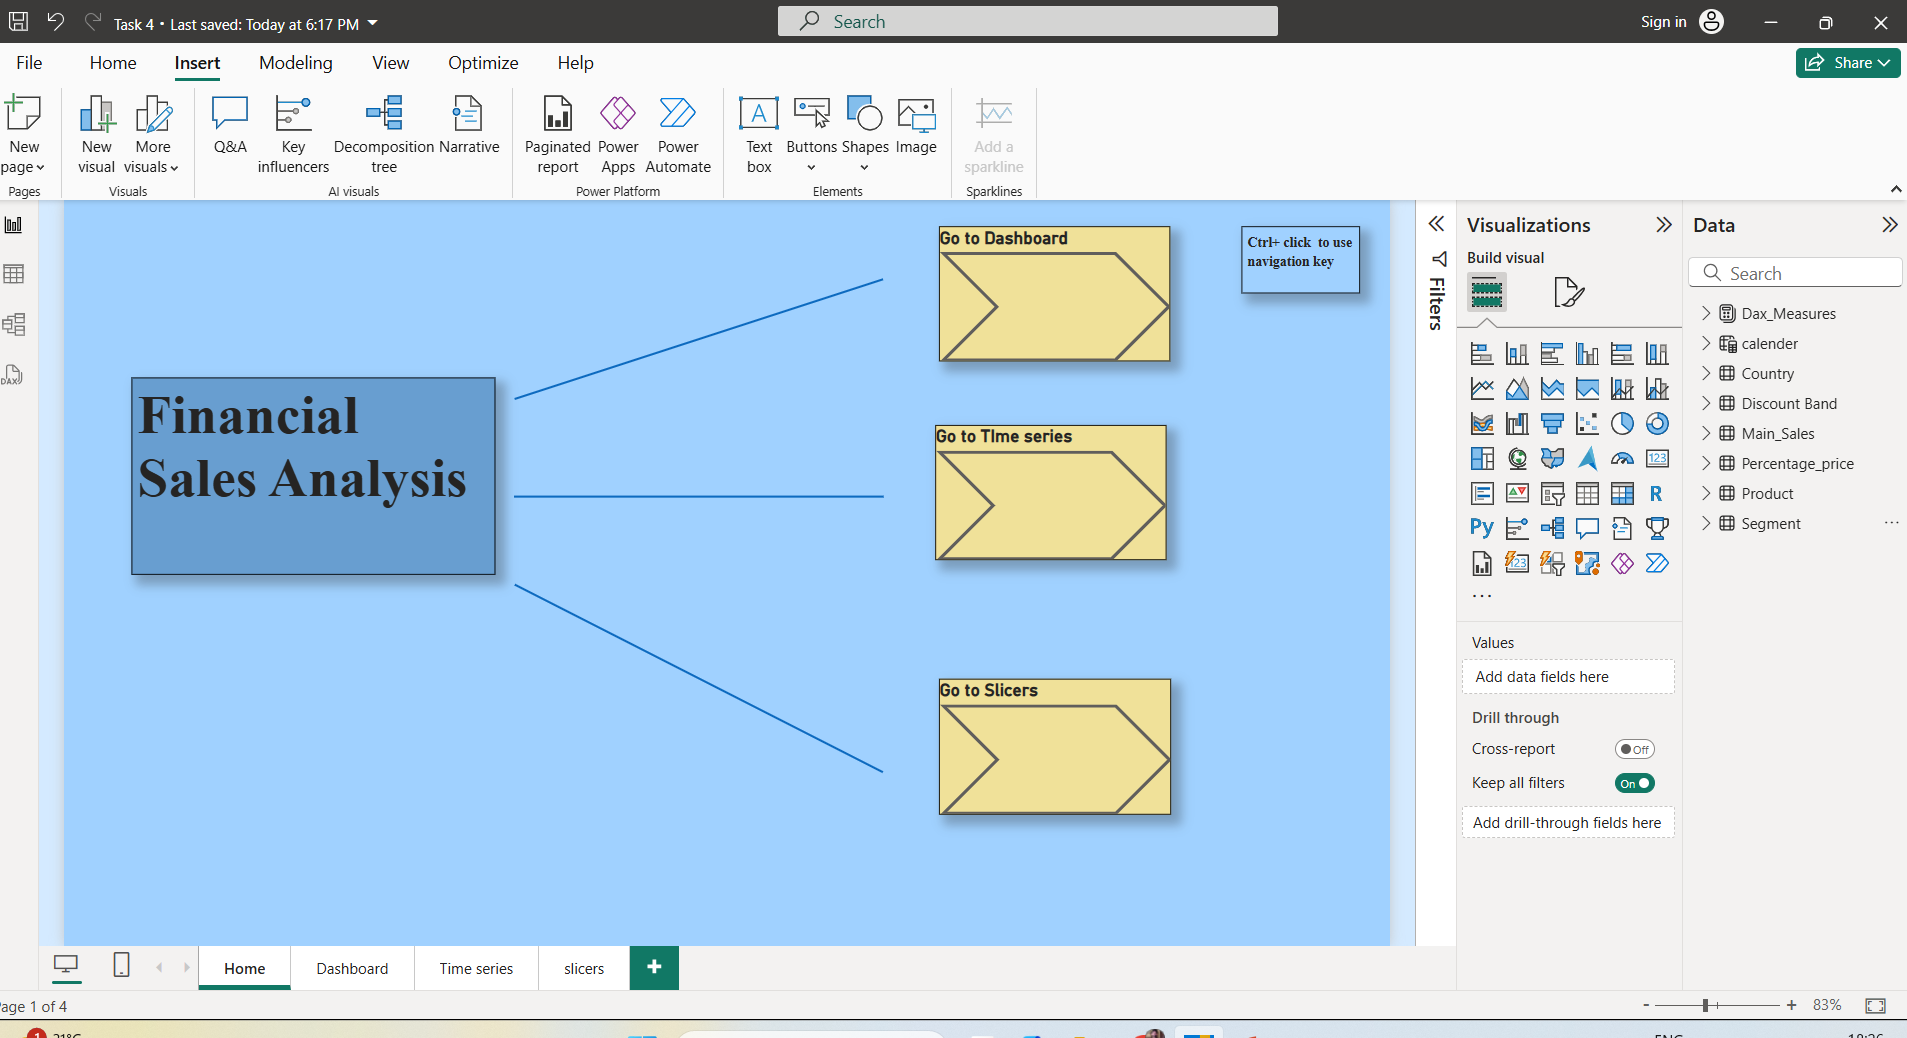 Task 4 • Last saved: Today at 6:17 PM
Search
Sign in
File Home Insert Modeling View Optimize Help
Share
New page
New visual
More visuals
Q&A
Key influencers
Decomposition tree
Narrative
Paginated report
Power Apps
Power Automate
Text box
Buttons
Shapes
Image
Add a sparkline
Pages
Visuals
AI visuals
Power Platform
Elements
Sparklines
Financial
Sales Analysis
Go to Dashboard
Go to TIme series
Go to Slicers
Ctrl+ click to use
navigation key
Filters
Visualizations
Build visual
123
R
Py
123
Values
Add data fields here
Drill through
Cross-report
Off
Keep all filters
On
Add drill-through fields here
Data
Search
Dax_Measures
calender
Country
Discount Band
Main_Sales
Percentage_price
Product
Segment
DAX
Home
Dashboard
Time series
slicers
age 1 of 4
83%